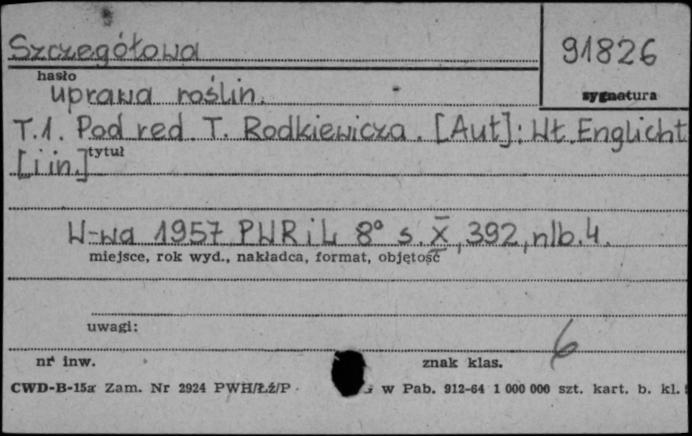 Szczegółowa 91826
hasło sygnatura
uprawa roślin.
T.1. Pod red. T. Rodkiewicza. [Aut]: Wł. Englicht
[i in.] tytuł
W-wa 1957 PWRiL 8° s. X, 392, nlb. 4.
miejsce, rok wyd., nakładca, format, objętość
uwagi: 6
nr inw. znak klas.
CWD-B-15a Zam. Nr 2924 PWH/Łź/P w Pab. 912-64 1 000 000 szt. kart. b. kl.